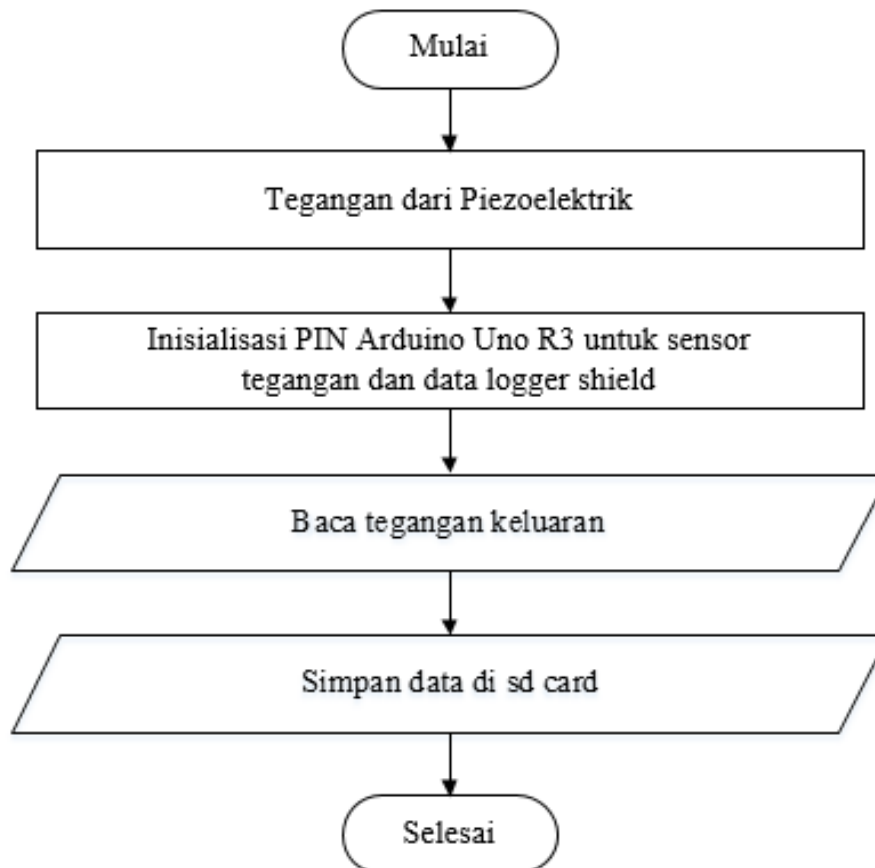 Mulai
Tegangan dari Piezoelektrik
Inisialisasi PIN Arduino Uno R3 untuk sensor
tegangan dan data logger shield
Baca tegangan keluaran
Simpan data di sd card
Selesai